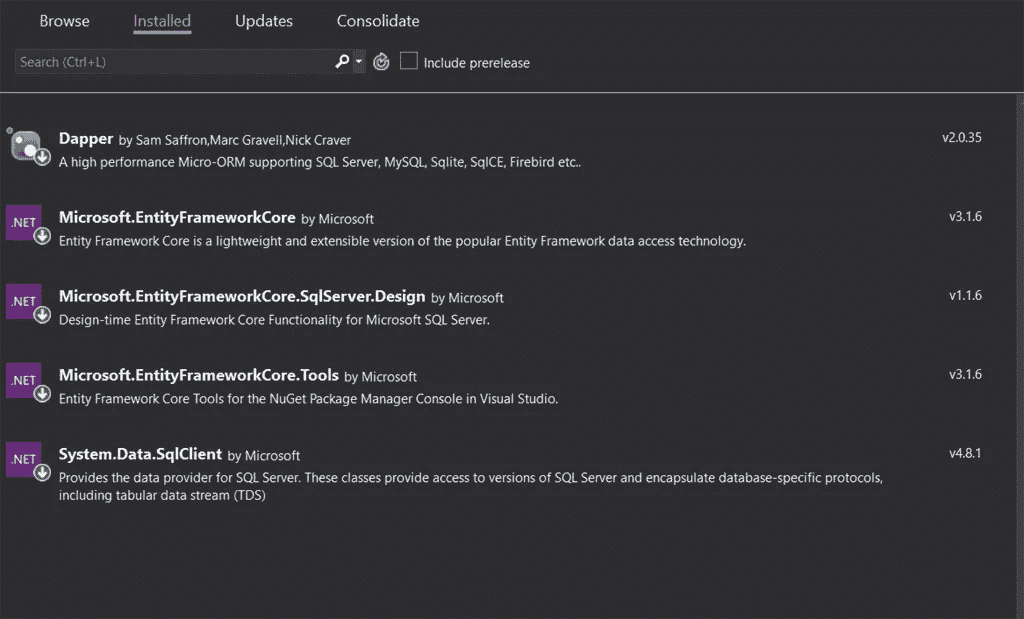 Browse Installed Updates Consolidate
Search (Ctrl+L) Include prerelease
Dapper by Sam Saffron,Marc Gravell,Nick Craver v2.0.35
A high performance Micro-ORM supporting SQL Server, MySQL, Sqlite, SqlCE, Firebird etc..
.NET Microsoft.EntityFrameworkCore by Microsoft v3.1.6
Entity Framework Core is a lightweight and extensible version of the popular Entity Framework data access technology.
.NET Microsoft.EntityFrameworkCore.SqlServer.Design by Microsoft v1.1.6
Design-time Entity Framework Core Functionality for Microsoft SQL Server.
.NET Microsoft.EntityFrameworkCore.Tools by Microsoft v3.1.6
Entity Framework Core Tools for the NuGet Package Manager Console in Visual Studio.
.NET System.Data.SqlClient by Microsoft v4.8.1
Provides the data provider for SQL Server. These classes provide access to versions of SQL Server and encapsulate database-specific protocols,
including tabular data stream (TDS)